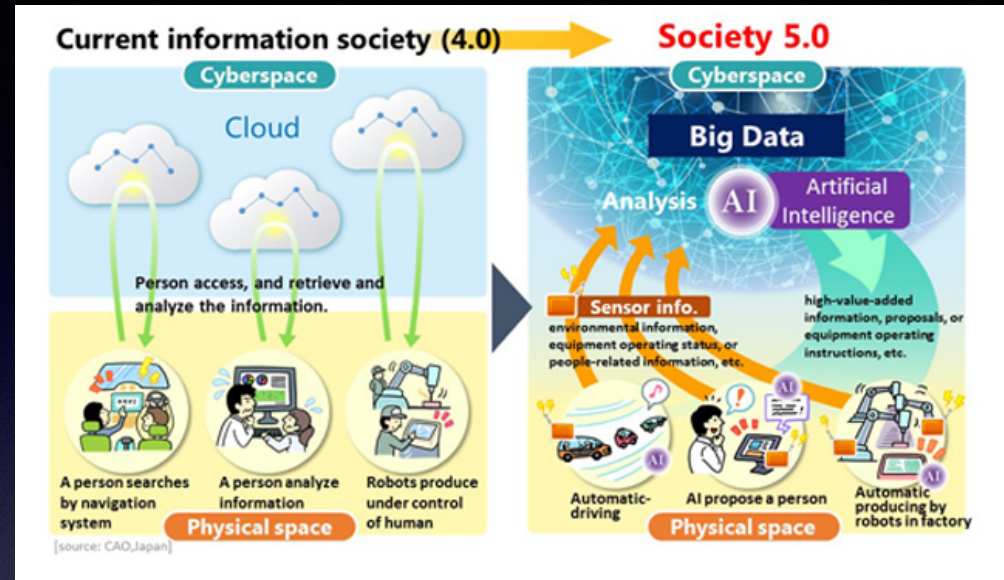 Current information society (4.0)
Society 5.0
Cyberspace
Cloud
Person access, and retrieve and
analyze the information.
A person searches
by navigation
system
A person analyze
information
Robots produce
under control
of human
Physical space
[source: CAO,Japan]
Cyberspace
Big Data
Analysis
AI
Artificial
Intelligence
Sensor info.
environmental information,
equipment operating status, or
people-related information, etc.
high-value-added
information, proposals, or
equipment operating
instructions, etc.
AI
AI
AI
Automatic-
driving
AI propose a person
Automatic
producing by
robots in factory
Physical space